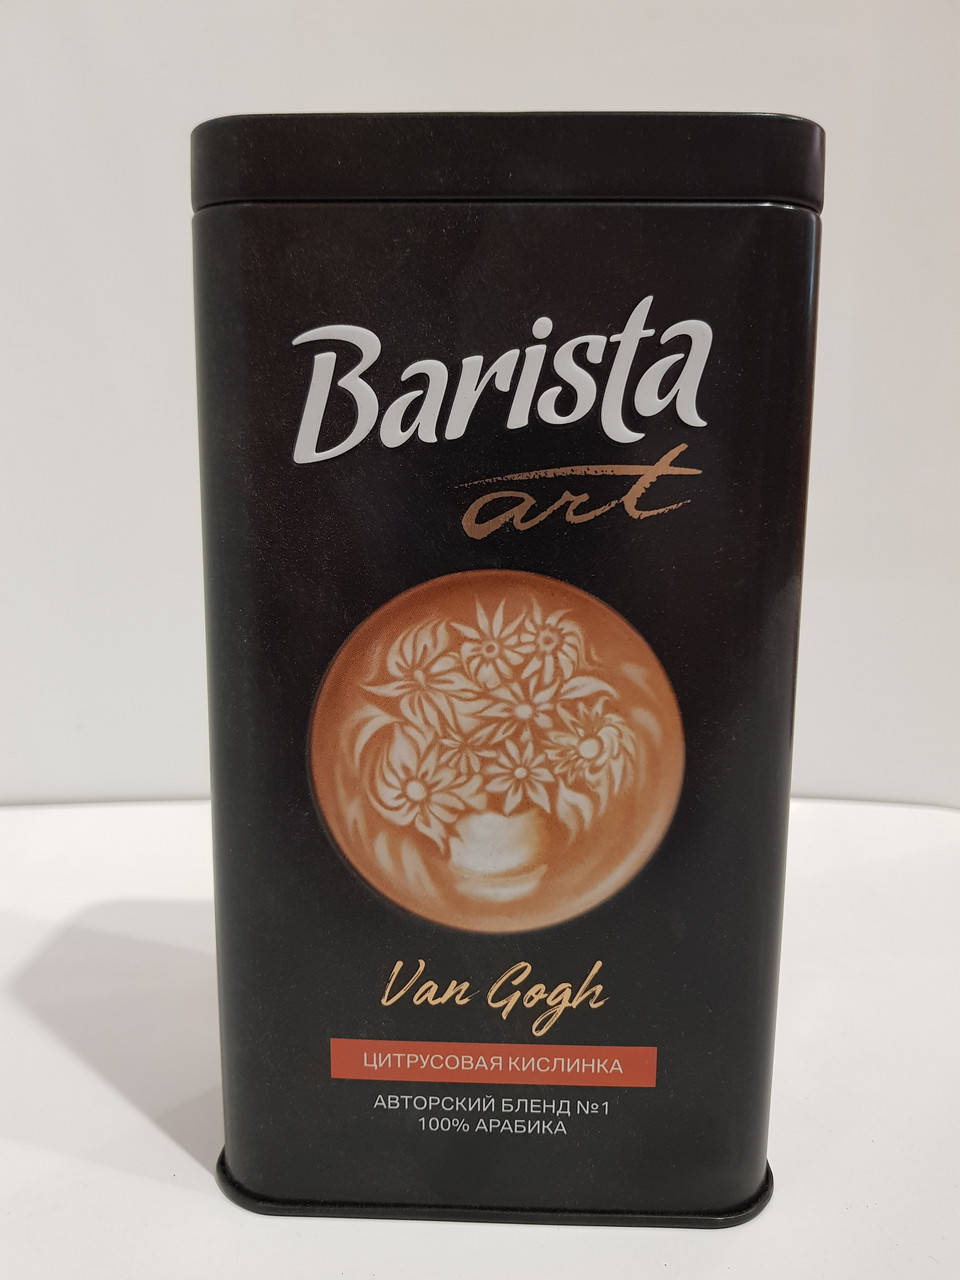 Barista
art
Van Gogh
ЦИТРУСОВАЯ КИСЛИНКА
АВТОРСКИЙ БЛЕНД №1
100% АРАБИКА